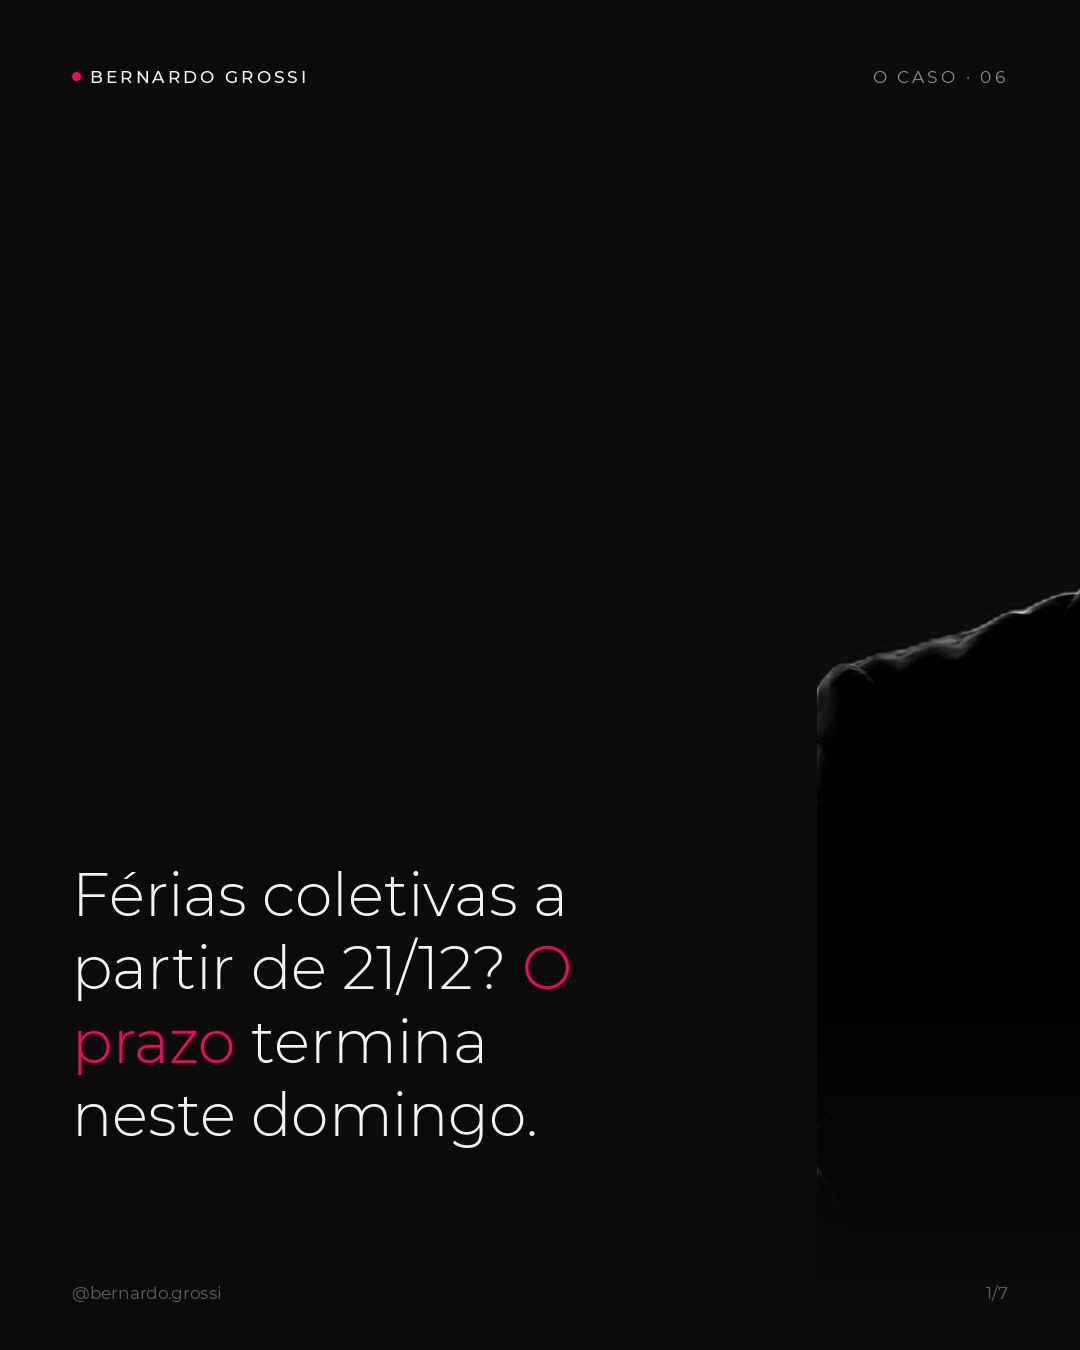 BERNARDO GROSSI
O CASO · 06
Férias coletivas a
partir de 21/12? O
prazo termina
neste domingo.
@bernardo.grossi
1/7